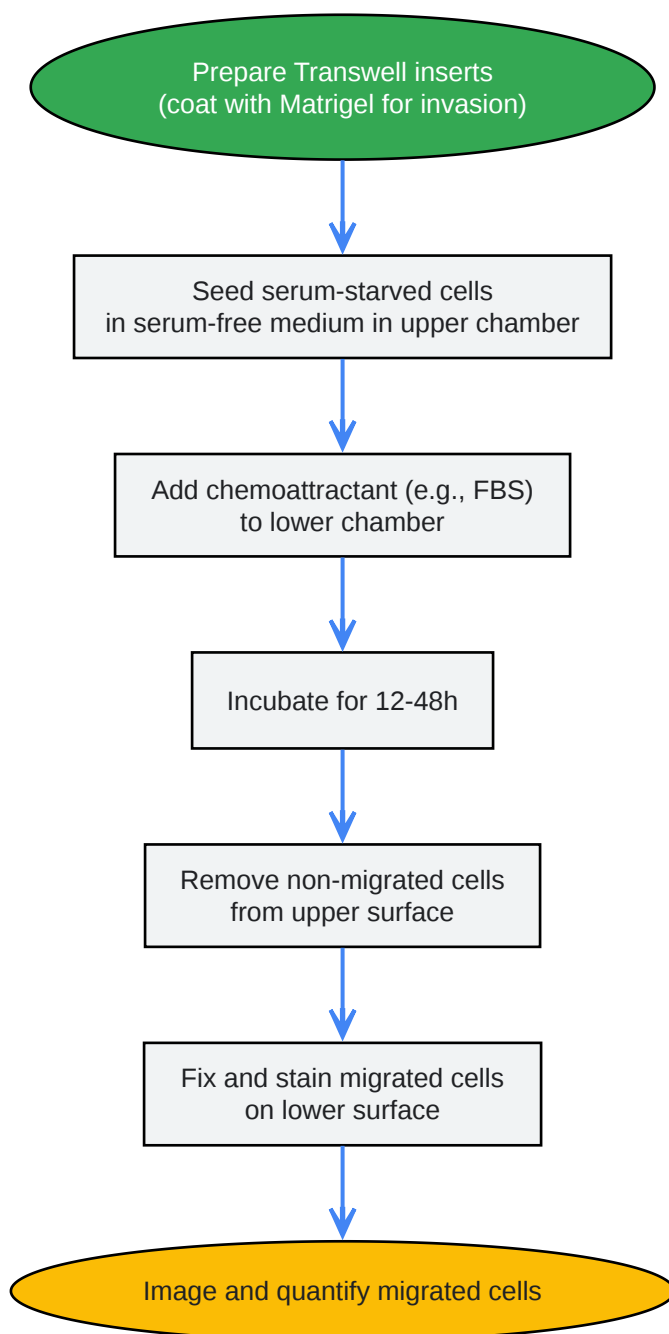 Prepare Transwell inserts
(coat with Matrigel for invasion)
Seed serum-starved cells
in serum-free medium in upper chamber
Add chemoattractant (e.g., FBS)
to lower chamber
Incubate for 12-48h
Remove non-migrated cells
from upper surface
Fix and stain migrated cells
on lower surface
Image and quantify migrated cells